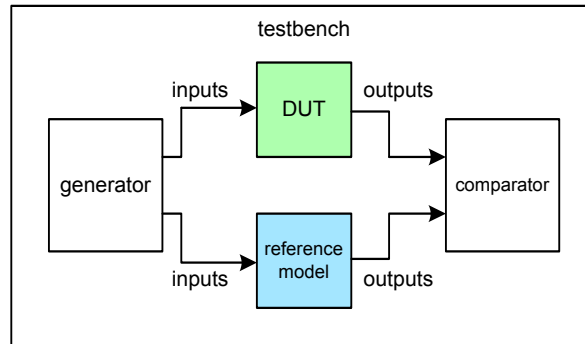 testbench
inputs
DUT
outputs
generator
comparator
reference
model
inputs
outputs